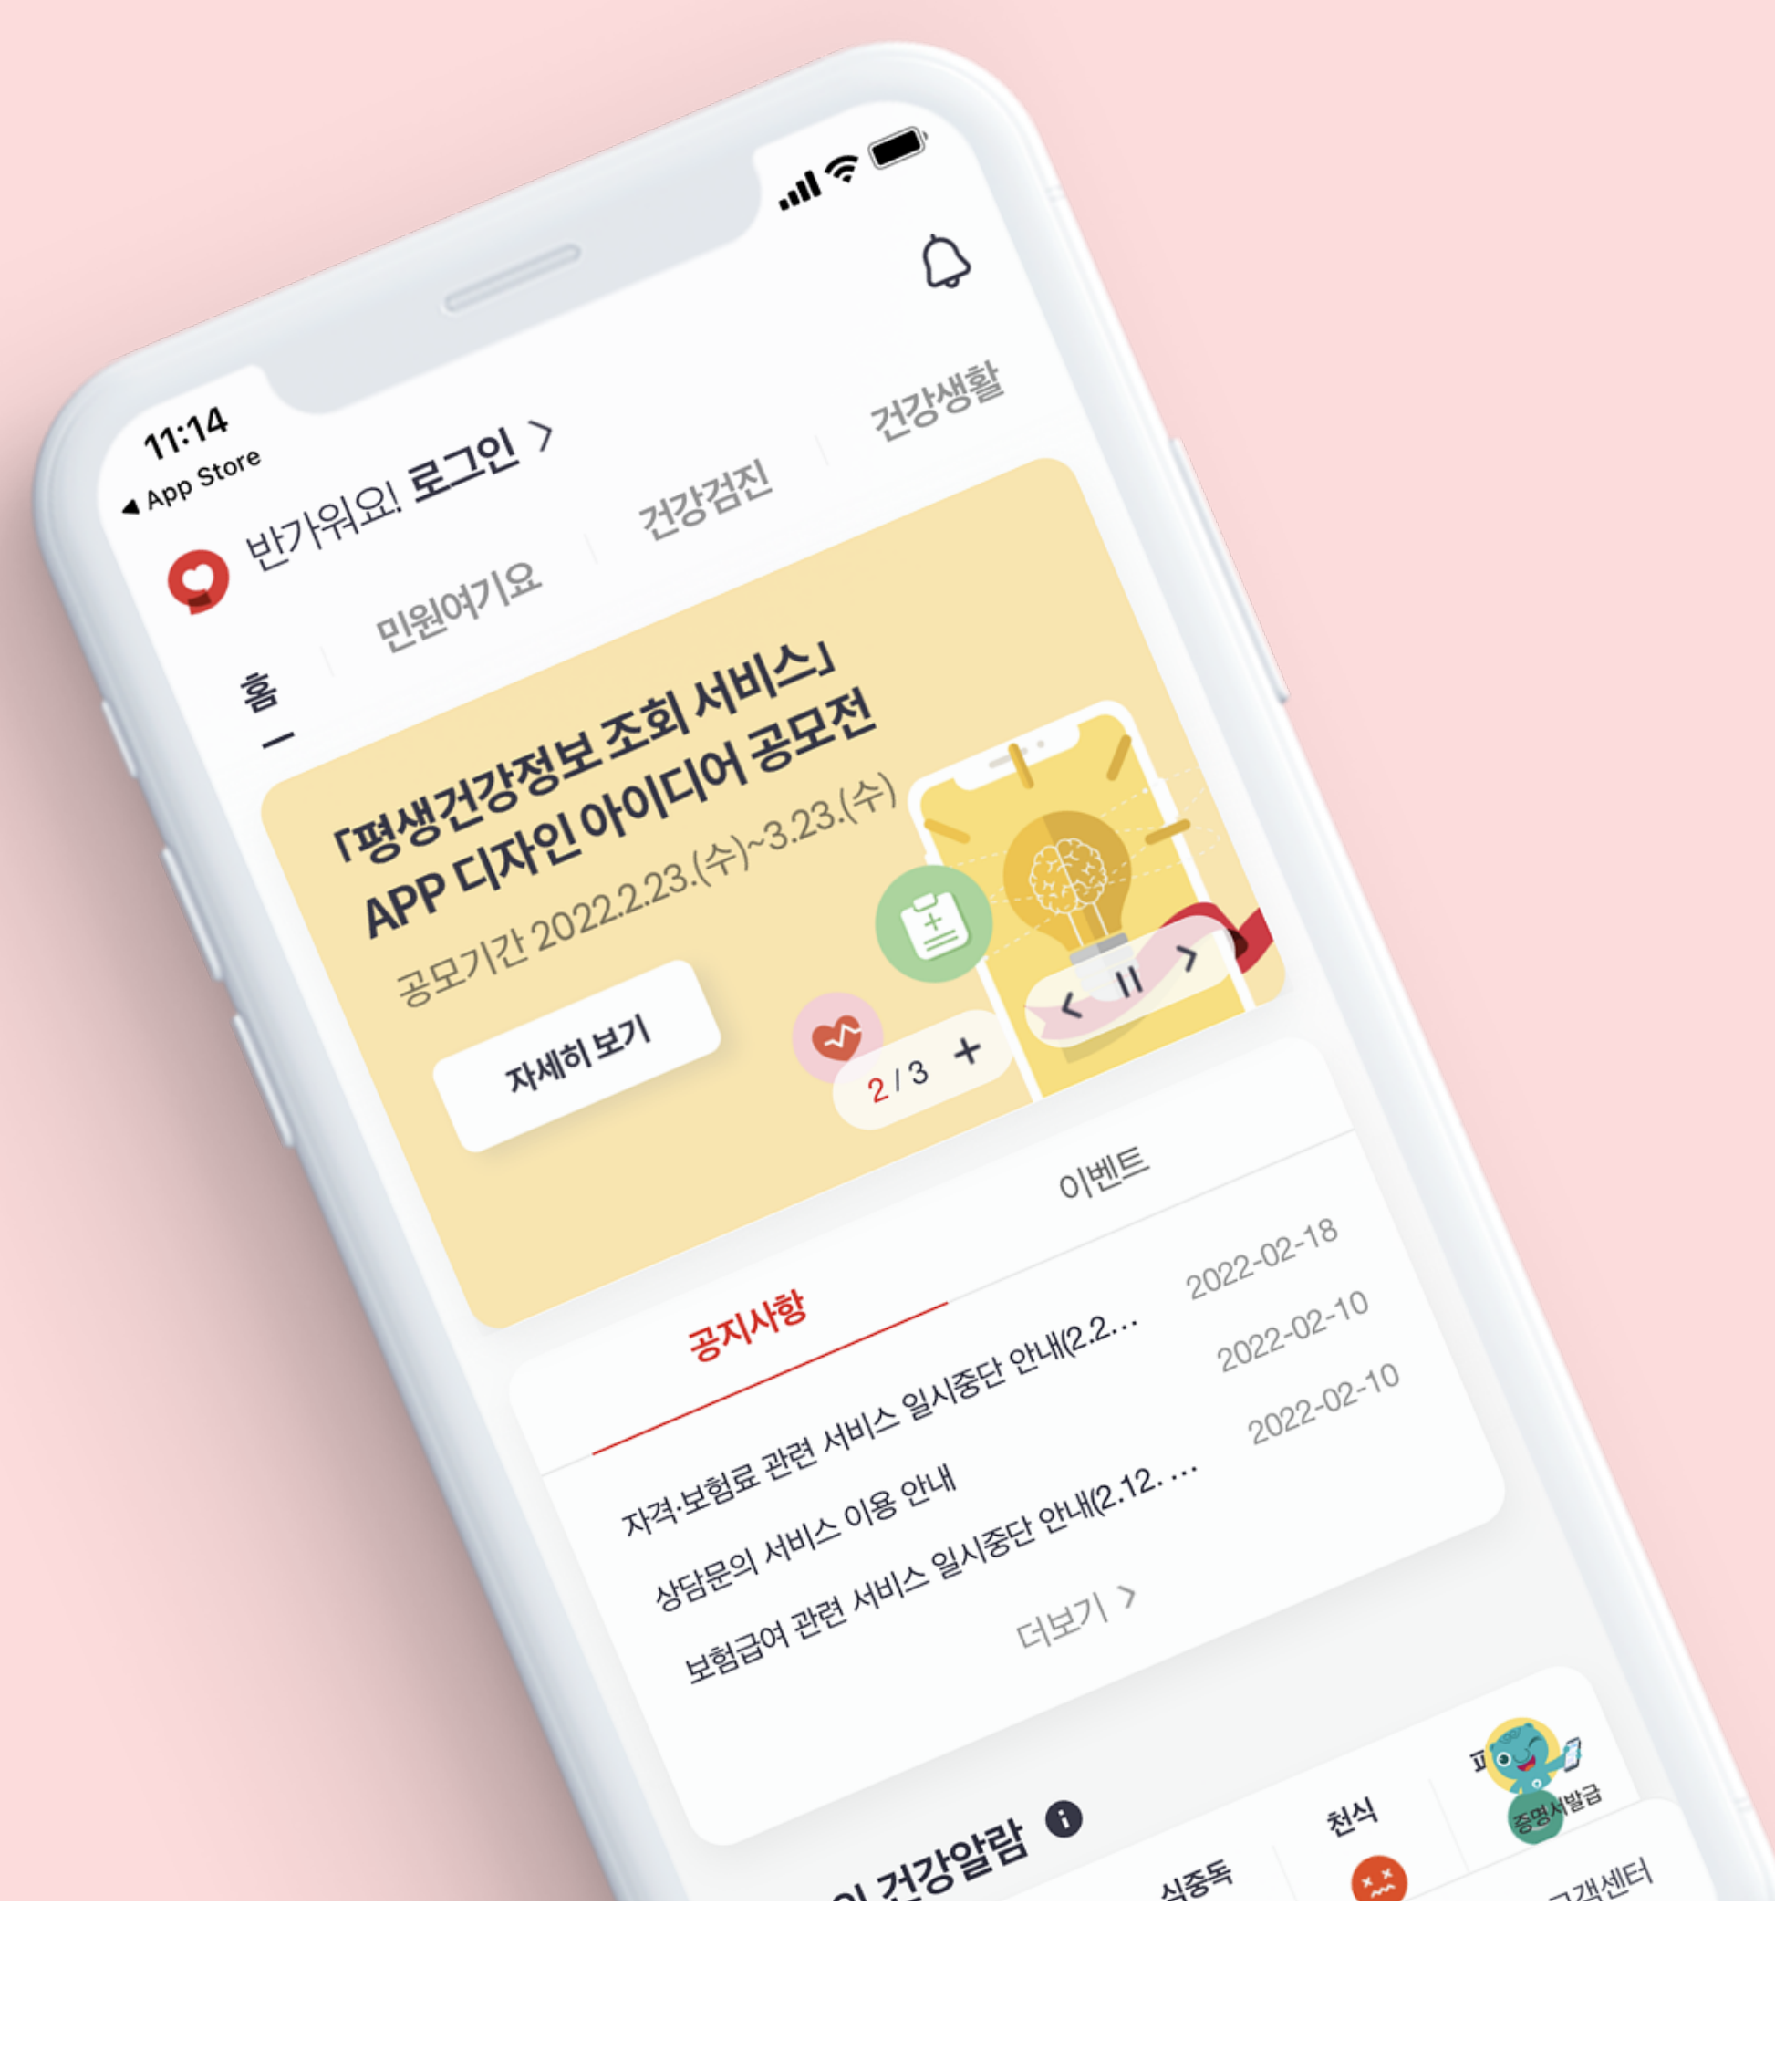 11:14
◀ App Store
반가워요! 로그인 >
홈
민원여기요
건강검진
건강생활
「평생건강정보 조회 서비스」
APP 디자인 아이디어 공모전
공모기간 2022.2.23.(수)~3.23.(수)
자세히 보기
2 / 3 +
공지사항
이벤트
자격·보험료 관련 서비스 일시중단 안내(2.2... 2022-02-18
상담문의 서비스 이용 안내 2022-02-10
보험급여 관련 서비스 일시중단 안내(2.12. ... 2022-02-10
더보기 >
건강알람
식중독
천식
증명서발급
고객센터